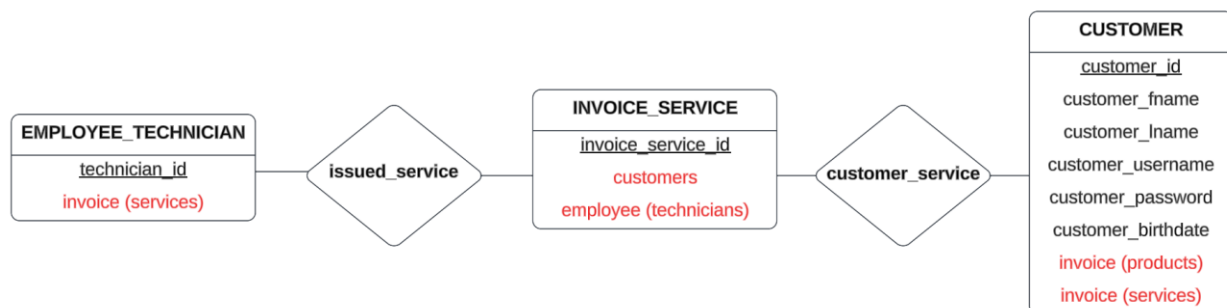 EMPLOYEE_TECHNICIAN
technician_id
invoice (services)
issued_service
INVOICE_SERVICE
invoice_service_id
customers
employee (technicians)
customer_service
CUSTOMER
customer_id
customer_fname
customer_lname
customer_username
customer_password
customer_birthdate
invoice (products)
invoice (services)